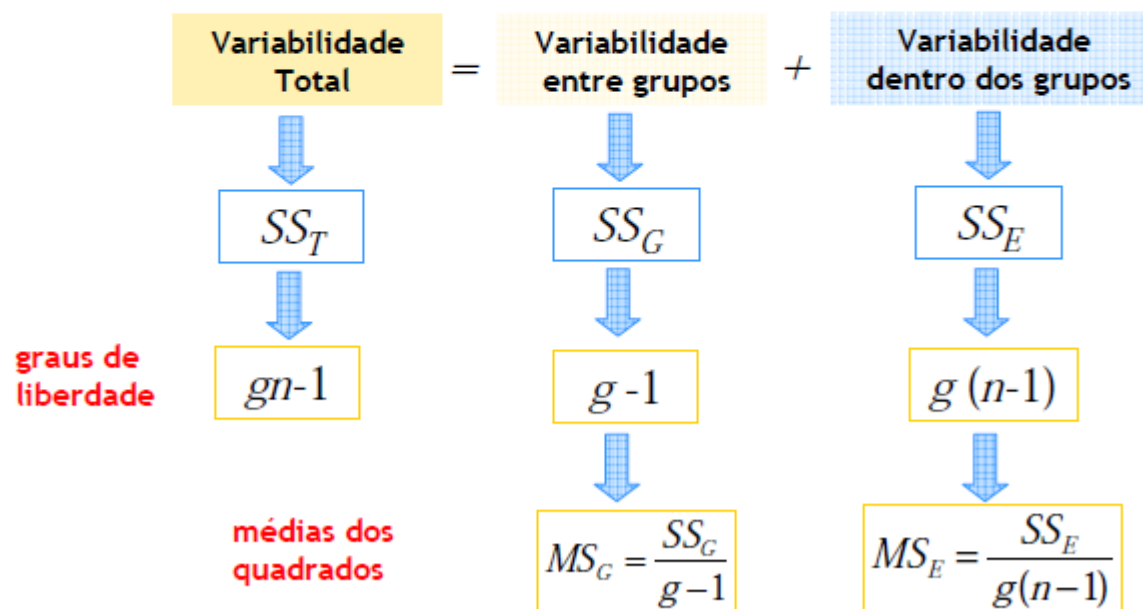 Variabilidade
Total
=
Variabilidade
entre grupos
+
Variabilidade
dentro dos grupos
SS_T
SS_G
SS_E
graus de
liberdade
gn-1
g -1
g (n-1)
médias dos
quadrados
MS_G = SS_G / g-1
MS_E = SS_E / g(n-1)